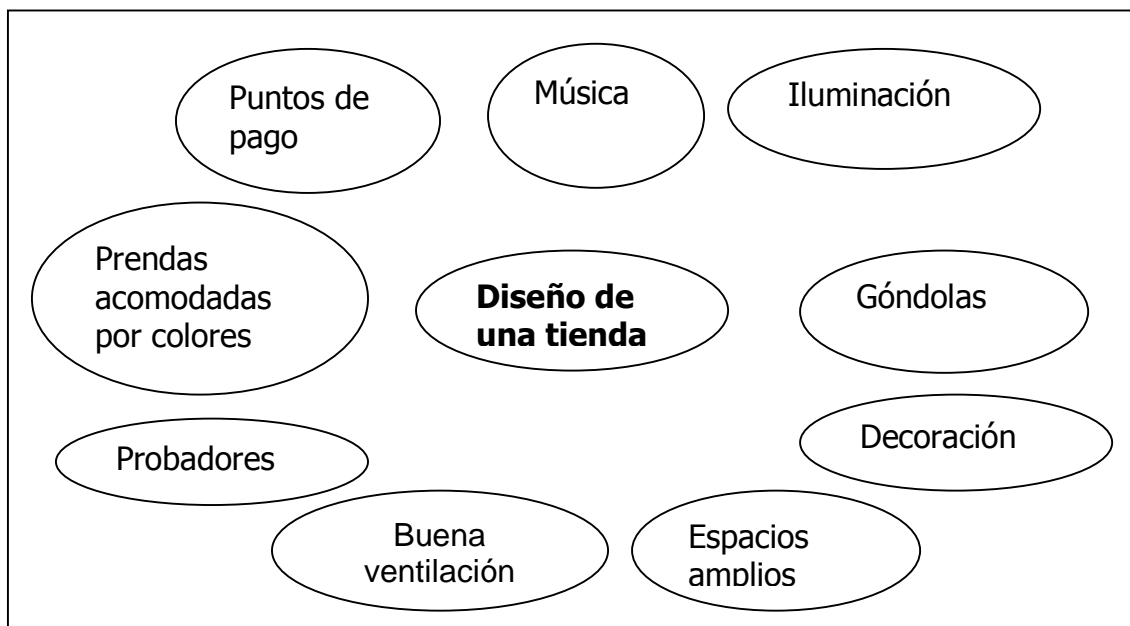 Puntos de
pago
Música
Iluminación
Prendas
acomodadas
por colores
Diseño de
una tienda
Góndolas
Probadores
Decoración
Buena
ventilación
Espacios
amplios